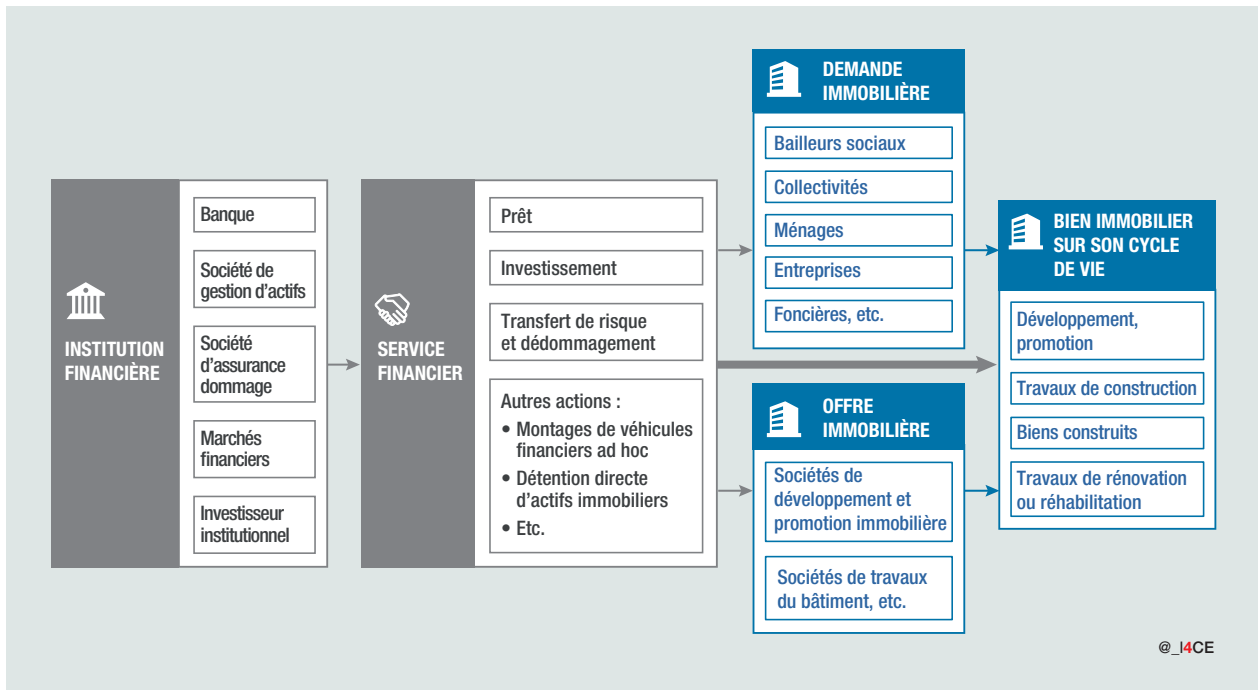 INSTITUTION
FINANCIÈRE
Banque
Société de
gestion d'actifs
Société
d'assurance
dommage
Marchés
financiers
Investisseur
institutionnel
SERVICE
FINANCIER
Prêt
Investissement
Transfert de risque
et dédommagement
Autres actions :
• Montages de véhicules
financiers ad hoc
• Détention directe
d'actifs immobiliers
• Etc.
DEMANDE
IMMOBILIÈRE
Bailleurs sociaux
Collectivités
Ménages
Entreprises
Foncières, etc.
OFFRE
IMMOBILIÈRE
Sociétés de
développement et
promotion immobilière
Sociétés de travaux
du bâtiment, etc.
BIEN IMMOBILIER
SUR SON CYCLE
DE VIE
Développement,
promotion
Travaux de construction
Biens construits
Travaux de rénovation
ou réhabilitation
@_I4CE